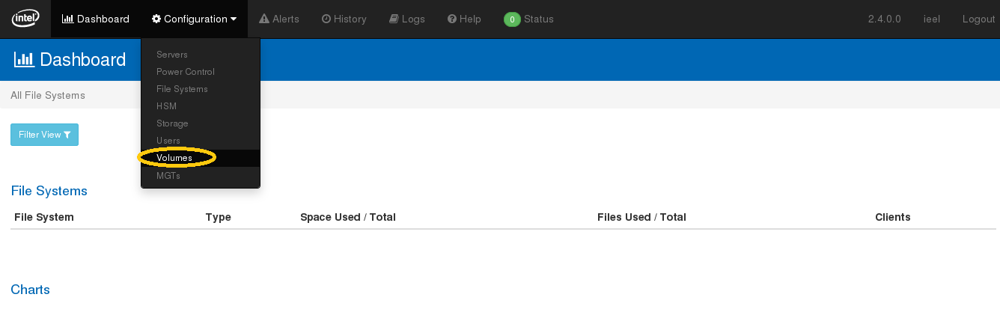 intel Dashboard Configuration Alerts History Logs Help 0 Status 2.4.0.0 ieel Logout
Dashboard
Servers
Power Control
File Systems
HSM
Storage
Users
Volumes
MGTs
All File Systems
Filter View
File Systems
File System Type Space Used / Total Files Used / Total Clients
Charts